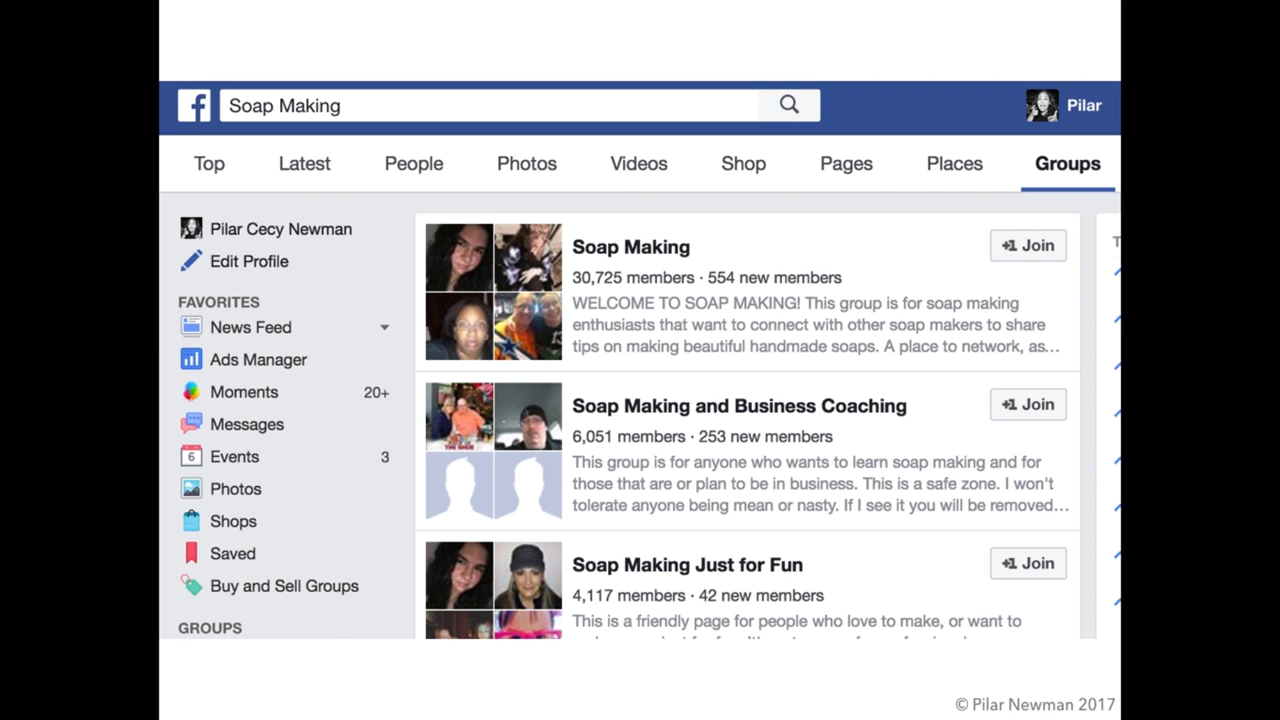 f
Soap Making
Pilar
Top Latest People Photos Videos Shop Pages Places Groups
Pilar Cecy Newman
Edit Profile
FAVORITES
News Feed
Ads Manager
Moments 20+
Messages
6 Events 3
Photos
Shops
Saved
Buy and Sell Groups
GROUPS
Soap Making
+1 Join
30,725 members · 554 new members
WELCOME TO SOAP MAKING! This group is for soap making
enthusiasts that want to connect with other soap makers to share
tips on making beautiful handmade soaps. A place to network, as...
Soap Making and Business Coaching
+1 Join
6,051 members · 253 new members
This group is for anyone who wants to learn soap making and for
those that are or plan to be in business. This is a safe zone. I won't
tolerate anyone being mean or nasty. If I see it you will be removed...
Soap Making Just for Fun
+1 Join
4,117 members · 42 new members
This is a friendly page for people who love to make, or want to
T
© Pilar Newman 2017